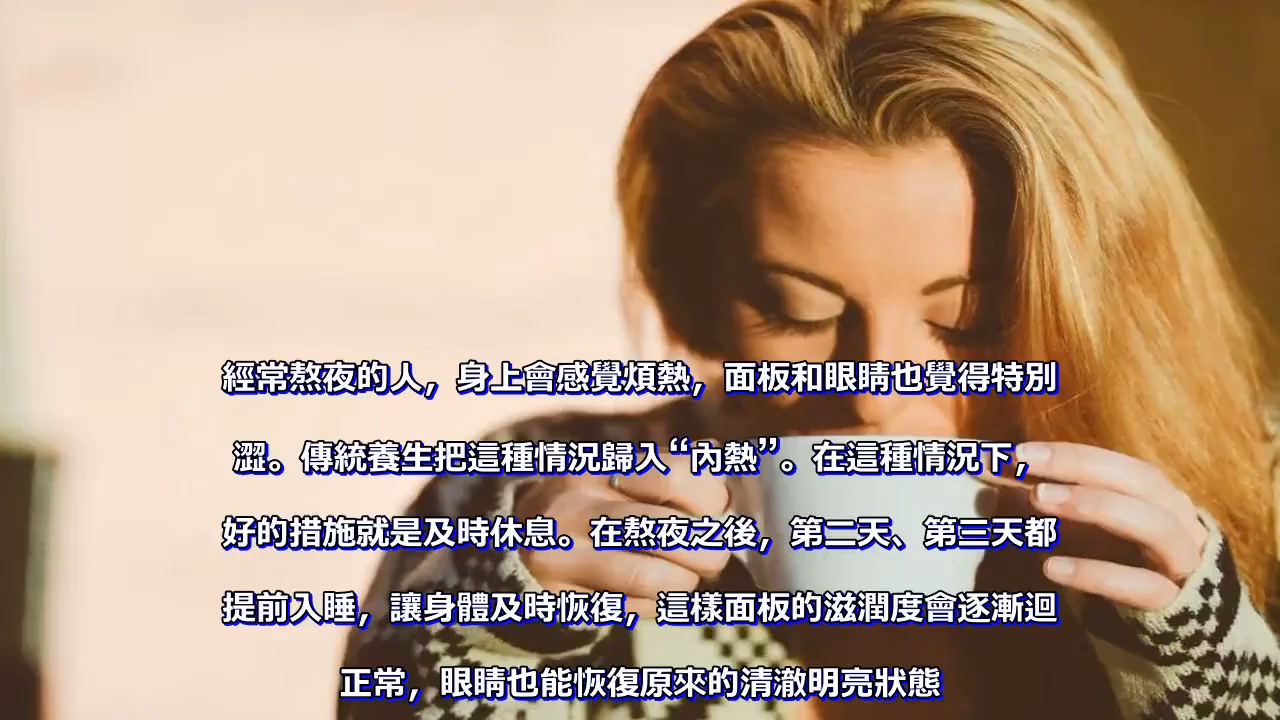 經常熬夜的人，身上會感覺煩熱，面板和眼睛也覺得特別
澀。傳統養生把這種情況歸入“內熱”。在這種情況下，
好的措施就是及時休息。在熬夜之後，第二天、第三天都
提前入睡，讓身體及時恢復，這樣面板的滋潤度會逐漸迴
正常，眼睛也能恢復原來的清澈明亮狀態